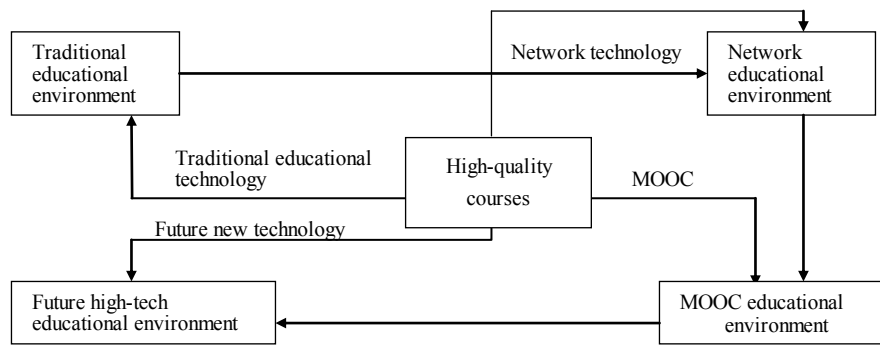 Traditional
educational
environment
Network technology
Network
educational
environment
Traditional educational
technology
High-quality
courses
MOOC
Future new technology
Future high-tech
educational environment
MOOC educational
environment